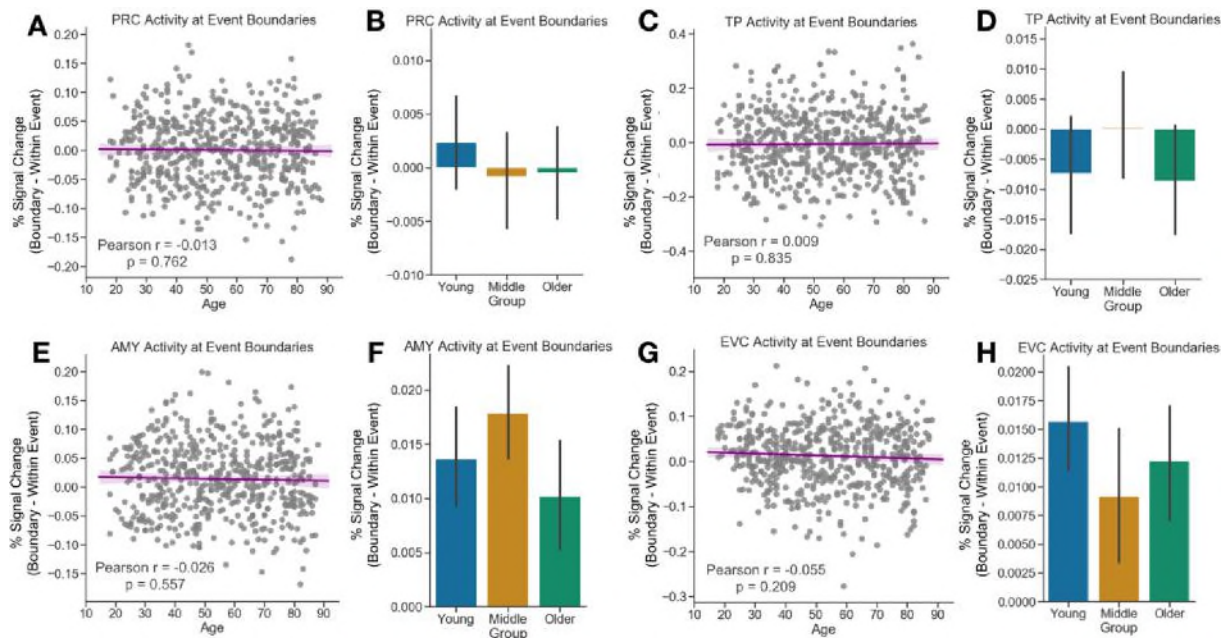 A
PRC Activity at Event Boundaries
% Signal Change
(Boundary - Within Event)
0.20
0.15
0.10
0.05
0.00
−0.05
−0.10
−0.15
−0.20
Pearson r = -0.013
p = 0.762
10 20 30 40 50 60 70 80 90
Age
B
PRC Activity at Event Boundaries
% Signal Change
(Boundary - Within Event)
0.010
0.005
0.000
−0.005
−0.010
Young Middle Older
Group
C
TP Activity at Event Boundaries
% Signal Change
(Boundary - Within Event)
0.4
0.2
0.0
−0.2
−0.4
Pearson r = 0.009
p = 0.835
10 20 30 40 50 60 70 80 90
Age
D
TP Activity at Event Boundaries
% Signal Change
(Boundary - Within Event)
0.015
0.010
0.005
0.000
−0.005
−0.010
−0.015
−0.020
−0.025
Young Middle Older
Group
E
AMY Activity at Event Boundaries
% Signal Change
(Boundary - Within Event)
0.20
0.15
0.10
0.05
0.00
0.05
−0.10
−0.15
Pearson r = -0.026
p = 0.557
10 20 30 40 50 60 70 80 90
Age
F
AMY Activity at Event Boundaries
% Signal Change
(Boundary - Within Event)
0.020
0.015
0.010
0.005
0.000
Young Middle Older
Group
G
EVC Activity at Event Boundaries
% Signal Change
(Boundary - Within Event)
0.2
0.1
0.0
−0.1
−0.2
−0.3
Pearson r = -0.055
p = 0.209
10 20 30 40 50 60 70 80 90
Age
H
EVC Activity at Event Boundaries
% Signal Change
(Boundary - Within Event)
0.0200
0.0175
0.0150
0.0125
0.0100
0.0075
0.0050
0.0025
0.0000
Young Middle Older
Group